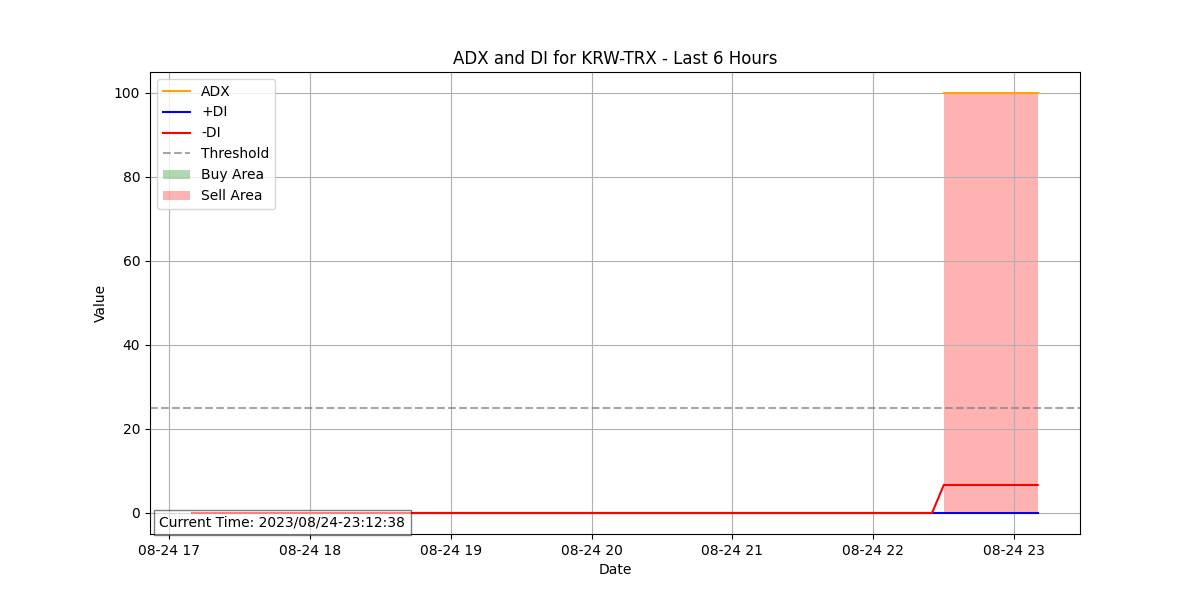 ADX and DI for KRW-TRX - Last 6 Hours
ADX
+DI
-DI
Threshold
Buy Area
Sell Area
100
80
60
40
20
0
Value
Current Time: 2023/08/24-23:12:38
08-24 17
08-24 18
08-24 19
08-24 20
08-24 21
08-24 22
08-24 23
Date